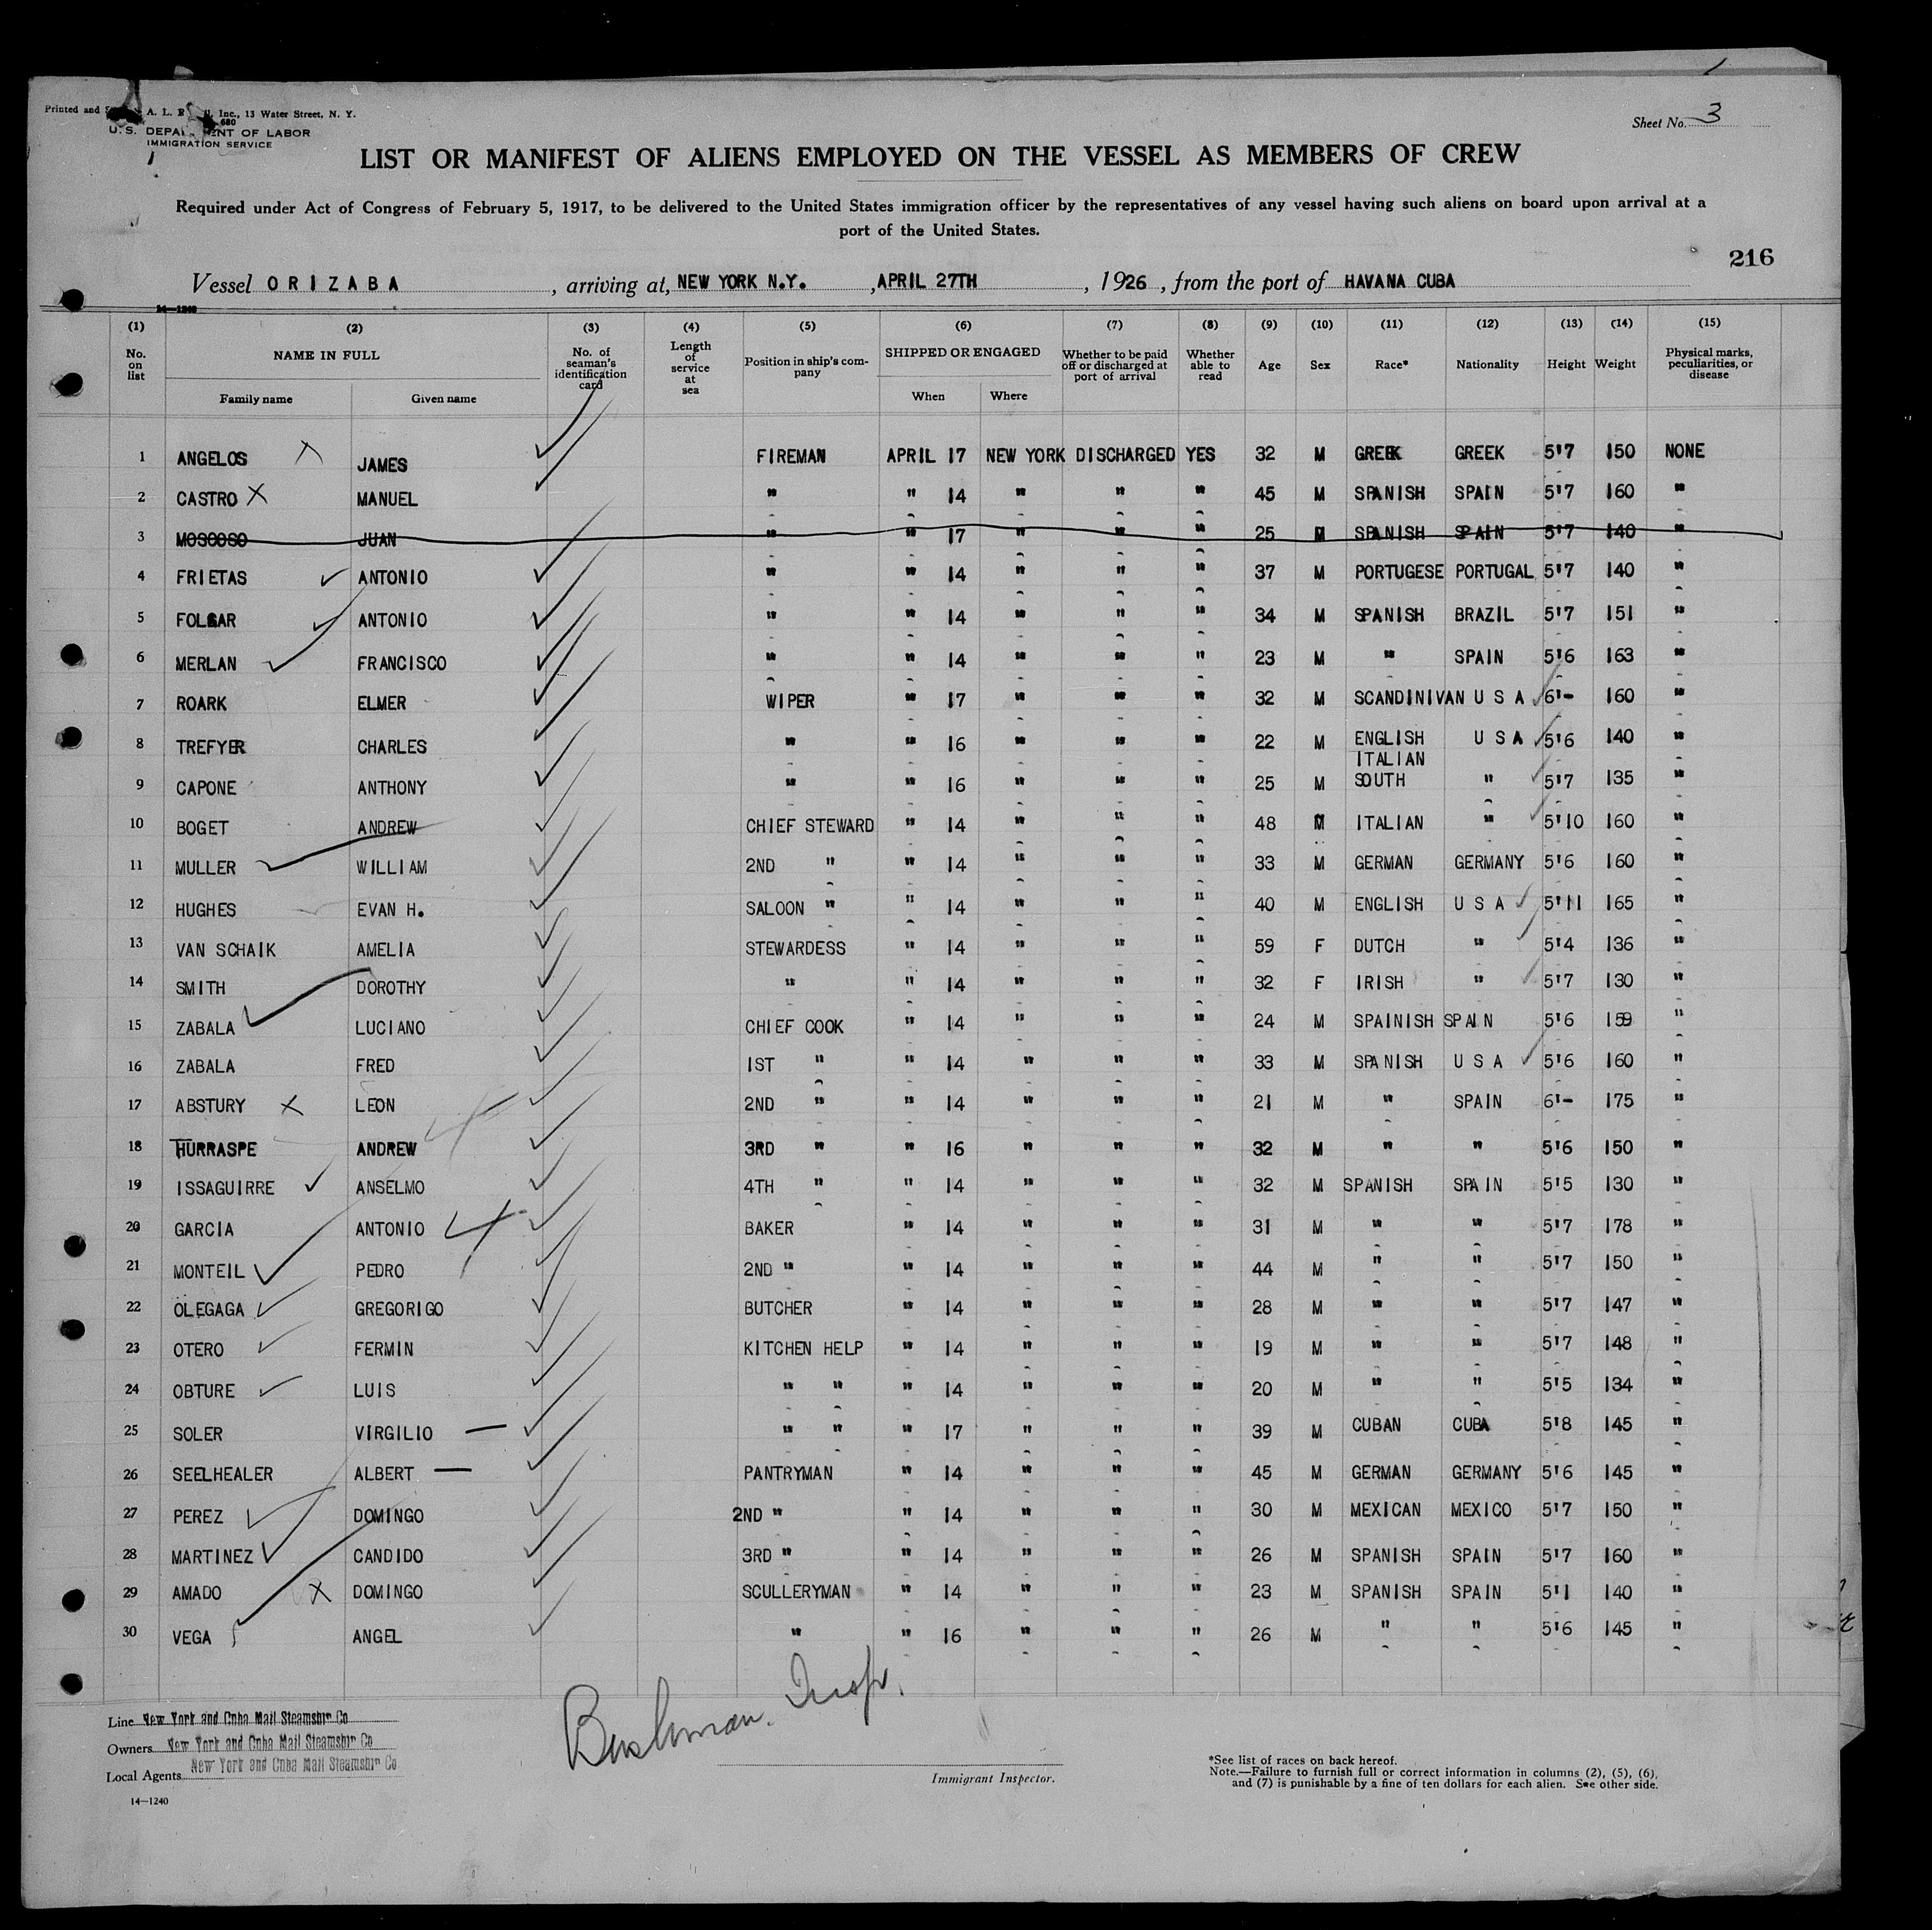 Printed and A. L. Inc., 13 Water Street, N. Y.
680
U. S. DEPARTMENT OF LABOR
IMMIGRATION SERVICE
Sheet No. 3
LIST OR MANIFEST OF ALIENS EMPLOYED ON THE VESSEL AS MEMBERS OF CREW
Required under Act of Congress of February 5, 1917, to be delivered to the United States immigration officer by the representatives of any vessel having such aliens on board upon arrival at a
port of the United States.
216
Vessel ORIZABA , arriving at, NEW YORK N.Y. , APRIL 27TH , 1926 , from the port of HAVANA CUBA
14—1240
(1) (2) (3) (4) (5) (6) (7) (8) (9) (10) (11) (12) (13) (14) (15)
No. on list NAME IN FULL No. of seaman's identification card Length of service at sea Position in ship's company SHIPPED OR ENGAGED Whether to be paid off or discharged at port of arrival Whether able to read Age Sex Race* Nationality Height Weight Physical marks, peculiarities, or disease
Family name Given name When Where
1 ANGELOS JAMES FIREMAN APRIL 17 NEW YORK DISCHARGED YES 32 M GREEK GREEK 5'7 150 NONE
2 CASTRO MANUEL " " 14 " " " 45 M SPANISH SPAIN 5'7 160 "
3 MOSCOSO JUAN " " 17 " " " 25 M SPANISH SPAIN 5'7 140 "
4 FRIETAS ANTONIO " " 14 " " " 37 M PORTUGESE PORTUGAL 5'7 140 "
5 FOLGAR ANTONIO " " 14 " " " 34 M SPANISH BRAZIL 5'7 151 "
6 MERLAN FRANCISCO " " 14 " " " 23 M " SPAIN 5'6 163 "
7 ROARK ELMER WIPER " 17 " " " 32 M SCANDINIVAN U S A 6'- 160 "
8 TREFYER CHARLES " " 16 " " " 22 M ENGLISH U S A 5'6 140 "
9 CAPONE ANTHONY " " 16 " " " 25 M ITALIAN SOUTH " 5'7 135 "
10 BOGET ANDREW CHIEF STEWARD " 14 " " " 48 M ITALIAN " 5'10 160 "
11 MULLER WILLIAM 2ND " " 14 " " " 33 M GERMAN GERMANY 5'6 160 "
12 HUGHES EVAN H. SALOON " " 14 " " " 40 M ENGLISH U S A 5'11 165 "
13 VAN SCHAIK AMELIA STEWARDESS " 14 " " " 59 F DUTCH " 5'4 136 "
14 SMITH DOROTHY " " 14 " " " 32 F IRISH " 5'7 130 "
15 ZABALA LUCIANO CHIEF COOK " 14 " " " 24 M SPAINISH SPAIN 5'6 159 "
16 ZABALA FRED 1ST " " 14 " " " 33 M SPANISH U S A 5'6 160 "
17 ABSTURY LEON 2ND " " 14 " " " 21 M " SPAIN 6'- 175 "
18 HURRASPE ANDREW 3RD " " 16 " " " 32 M " " 5'6 150 "
19 ISSAGUIRRE ANSELMO 4TH " " 14 " " " 32 M SPANISH SPAIN 5'5 130 "
20 GARCIA ANTONIO BAKER " 14 " " " 31 M " " 5'7 178 "
21 MONTEIL PEDRO 2ND " " 14 " " " 44 M " " 5'7 150 "
22 OLEGAGA GREGORIGO BUTCHER " 14 " " " 28 M " " 5'7 147 "
23 OTERO FERMIN KITCHEN HELP " 14 " " " 19 M " " 5'7 148 "
24 OBTURE LUIS " " " 14 " " " 20 M " " 5'5 134 "
25 SOLER VIRGILIO " " " 17 " " " 39 M CUBAN CUBA 5'8 145 "
26 SEELHEALER ALBERT PANTRYMAN " 14 " " " 45 M GERMAN GERMANY 5'6 145 "
27 PEREZ DOMINGO 2ND " " 14 " " " 30 M MEXICAN MEXICO 5'7 150 "
28 MARTINEZ CANDIDO 3RD " " 14 " " " 26 M SPANISH SPAIN 5'7 160 "
29 AMADO DOMINGO SCULLERYMAN " 14 " " " 23 M SPANISH SPAIN 5'1 140 "
30 VEGA ANGEL " " 16 " " " 26 M " " 5'6 145 "
Bushman. Insp.
Line New York and Cuba Mail Steamship Co
Owners New York and Cuba Mail Steamship Co
Local Agents New York and Cuba Mail Steamship Co
Immigrant Inspector.
*See list of races on back hereof.
Note.—Failure to furnish full or correct information in columns (2), (5), (6),
and (7) is punishable by a fine of ten dollars for each alien. See other side.
14—1240